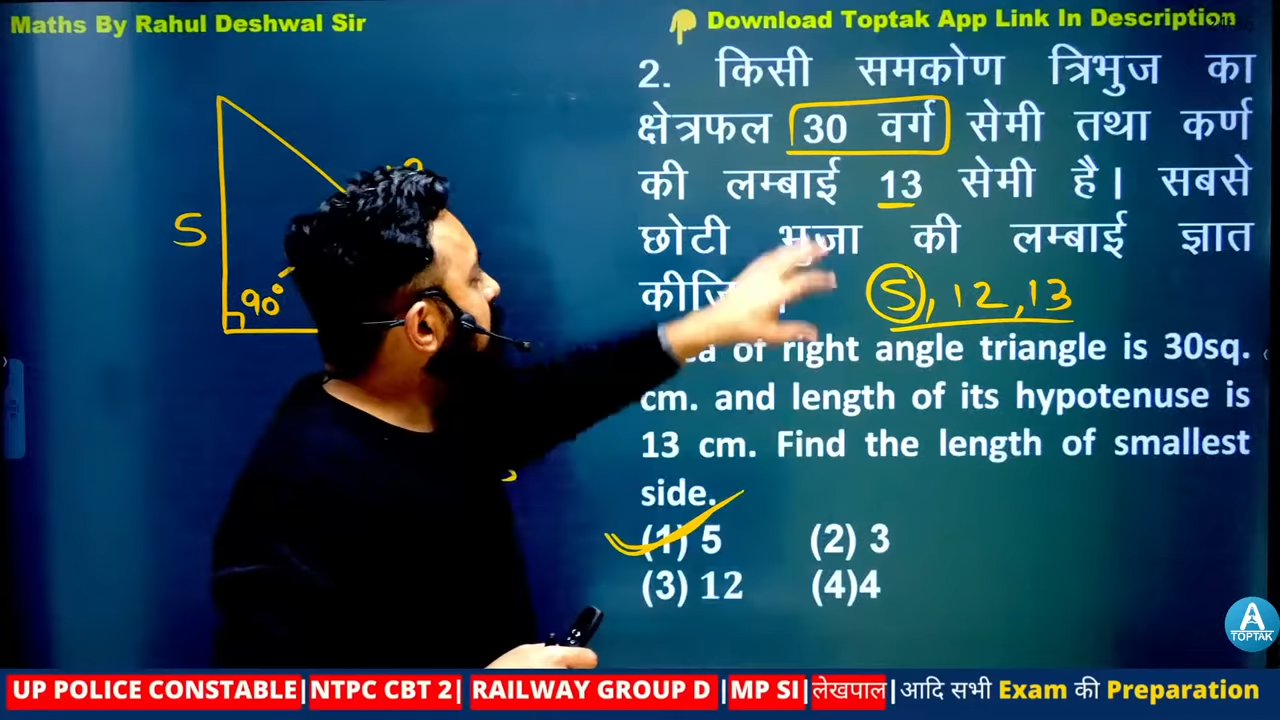 Maths By Rahul Deshwal Sir
Download Toptak App Link In Description
2. किसी समकोण त्रिभुज का
क्षेत्रफल 30 वर्ग सेमी तथा कर्ण
की लम्बाई 13 सेमी है। सबसे
छोटी भुजा की लम्बाई ज्ञात
5, 12, 13
of right angle triangle is 30sq.
cm. and length of its hypotenuse is
13 cm. Find the length of smallest
side.
(1) 5 (2) 3
(3) 12 (4)4
5
90°
A
TOPTAK
UP POLICE CONSTABLE| NTPC CBT 2| RAILWAY GROUP D |MP SI|लेखपाल|आदि सभी Exam की Preparation